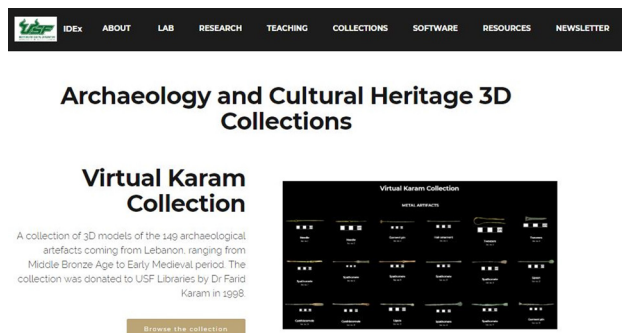 USF
IDEx
ABOUT
LAB
RESEARCH
TEACHING
COLLECTIONS
SOFTWARE
RESOURCES
NEWSLETTER
Archaeology and Cultural Heritage 3D
Collections
Virtual Karam
Collection
A collection of 3D models of the 149 archaeological
artefacts coming from Lebanon, ranging from
Middle Bronze Age to Early Medieval period. The
collection was donated to USF Libraries by Dr Farid
Karam in 1998.
Browse the collection
Virtual Karam Collection
METAL ARTIFACTS